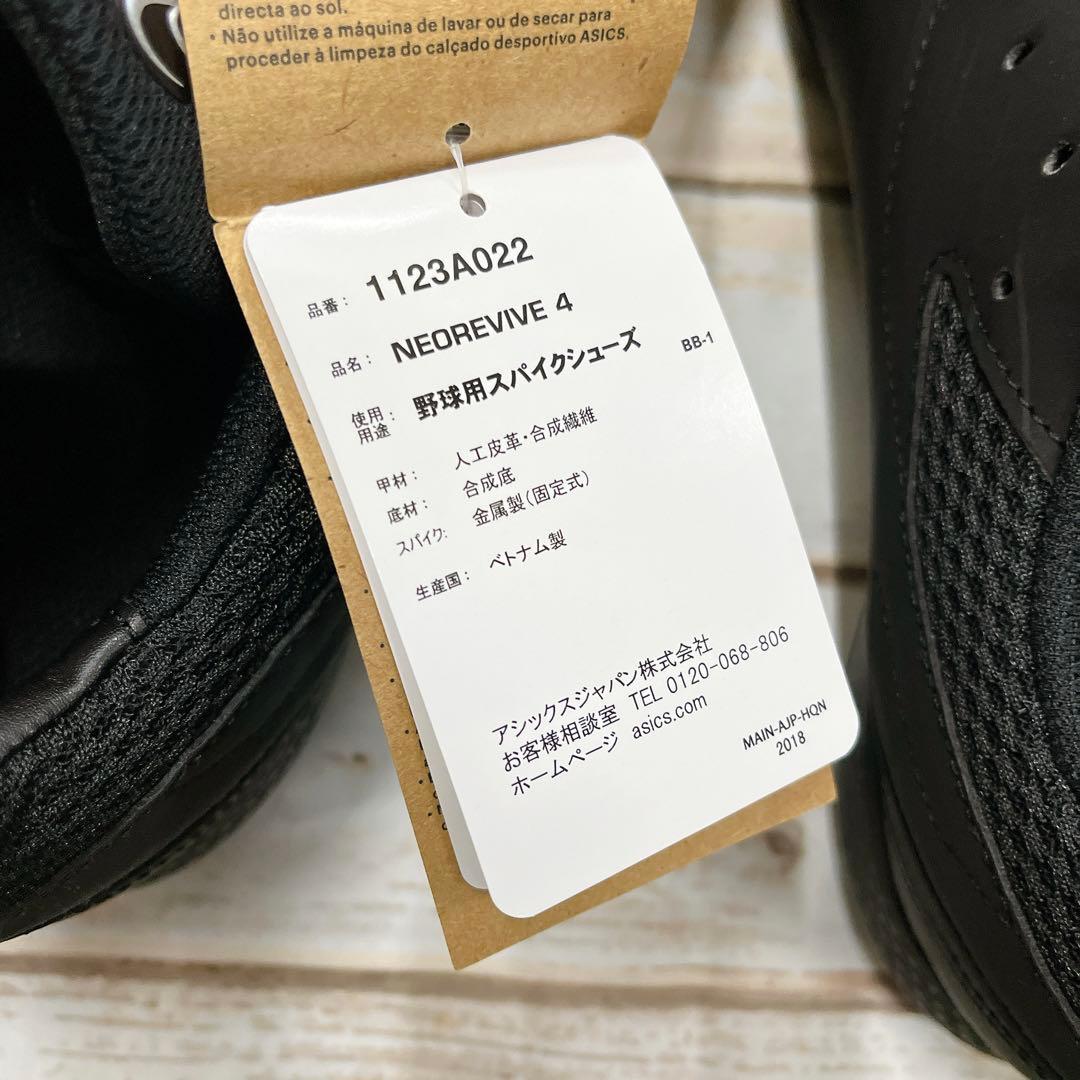 directa ao sol.
• Não utilize a máquina de lavar ou de secar para
proceder à limpeza do calçado desportivo ASICS.
品番： 1123A022
品名： NEOREVIVE 4
使用用途： 野球用スパイクシューズ BB-1
甲材： 人工皮革・合成繊維
底材： 合成底
スパイク: 金属製(固定式)
生産国： ベトナム製
アシックスジャパン株式会社
お客様相談室 TEL 0120-068-806
ホームページ asics.com
MAIN-AJP-HQN
2018